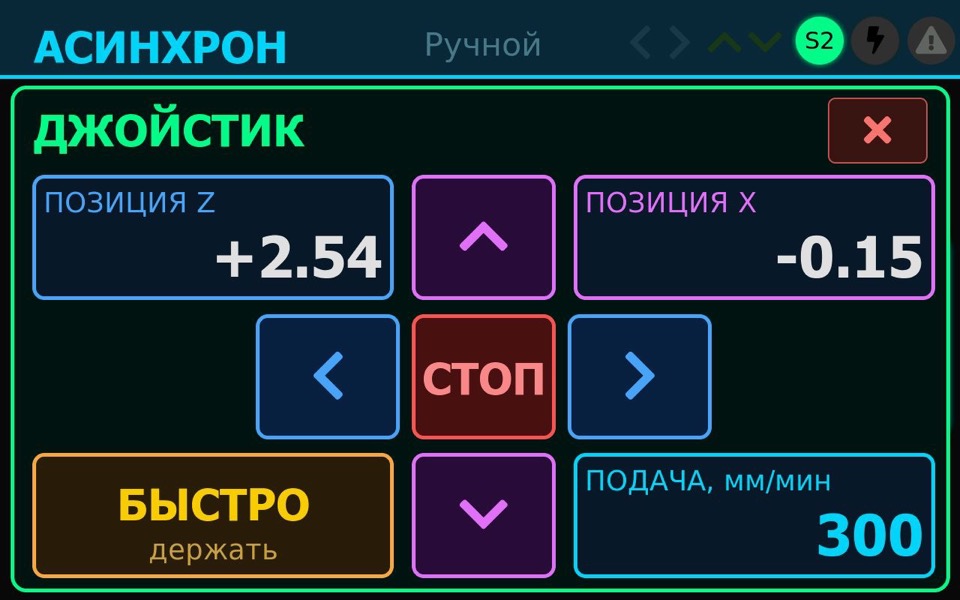 АСИНХРОН
Ручной
S2
ДЖОЙСТИК
ПОЗИЦИЯ Z
+2.54
ПОЗИЦИЯ X
-0.15
СТОП
БЫСТРО
держать
ПОДАЧА, мм/мин
300